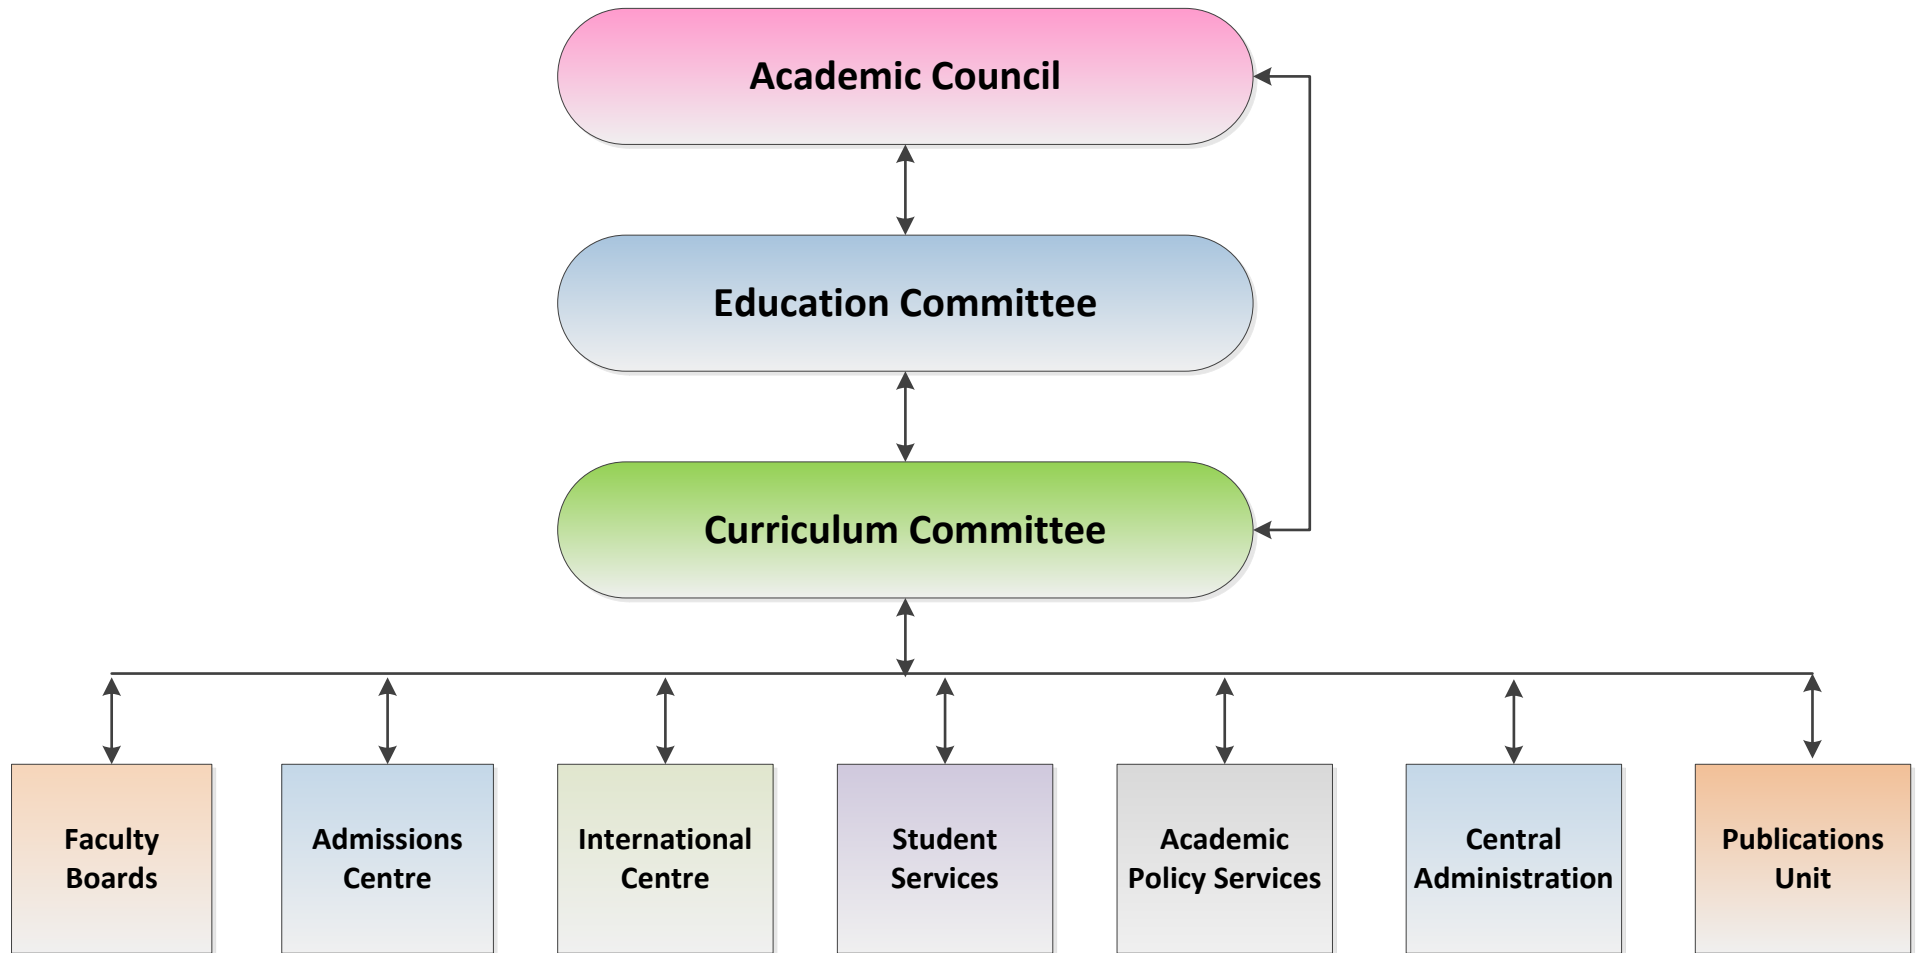 Academic Council
Education Committee
Curriculum Committee
Faculty
Boards
Admissions
Centre
International
Centre
Student
Services
Academic
Policy Services
Central
Administration
Publications
Unit